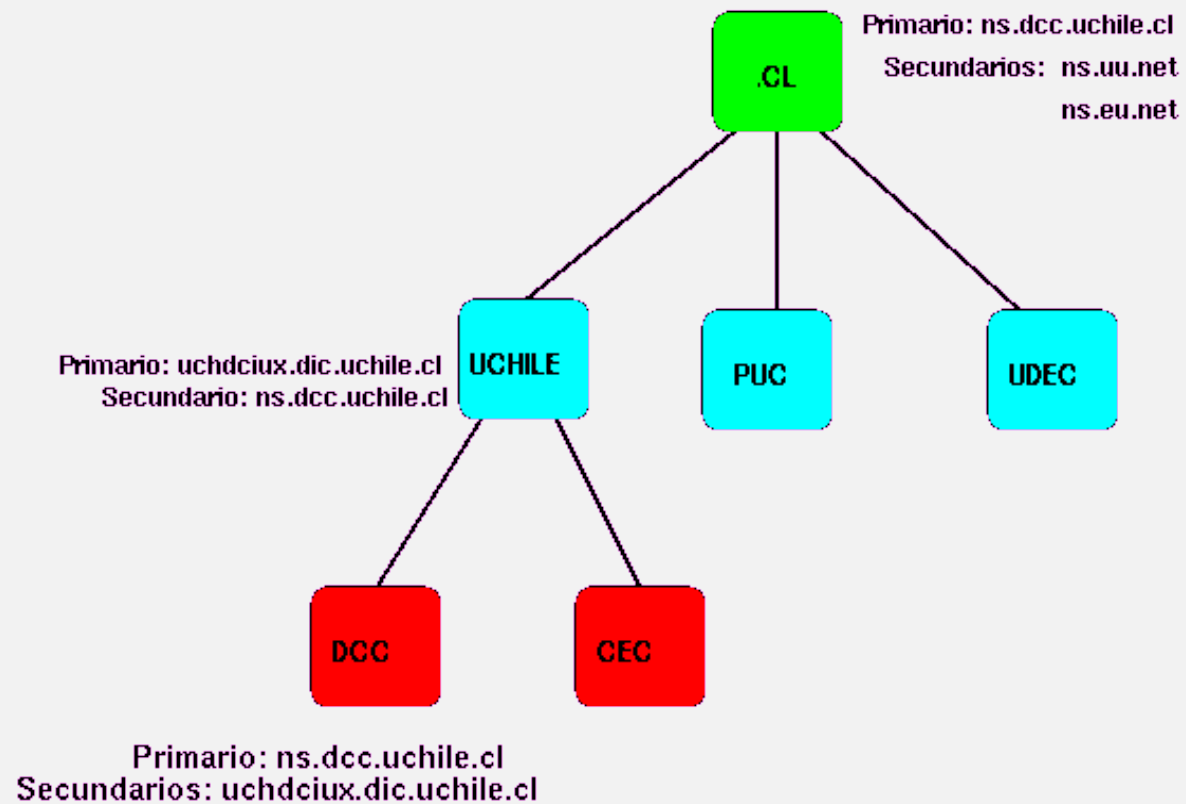 .CL
Primario: ns.dcc.uchile.cl
Secundarios: ns.uu.net
ns.eu.net
Primario: uchdciux.dic.uchile.cl
Secundario: ns.dcc.uchile.cl
UCHILE
PUC
UDEC
DCC
CEC
Primario: ns.dcc.uchile.cl
Secundarios: uchdciux.dic.uchile.cl